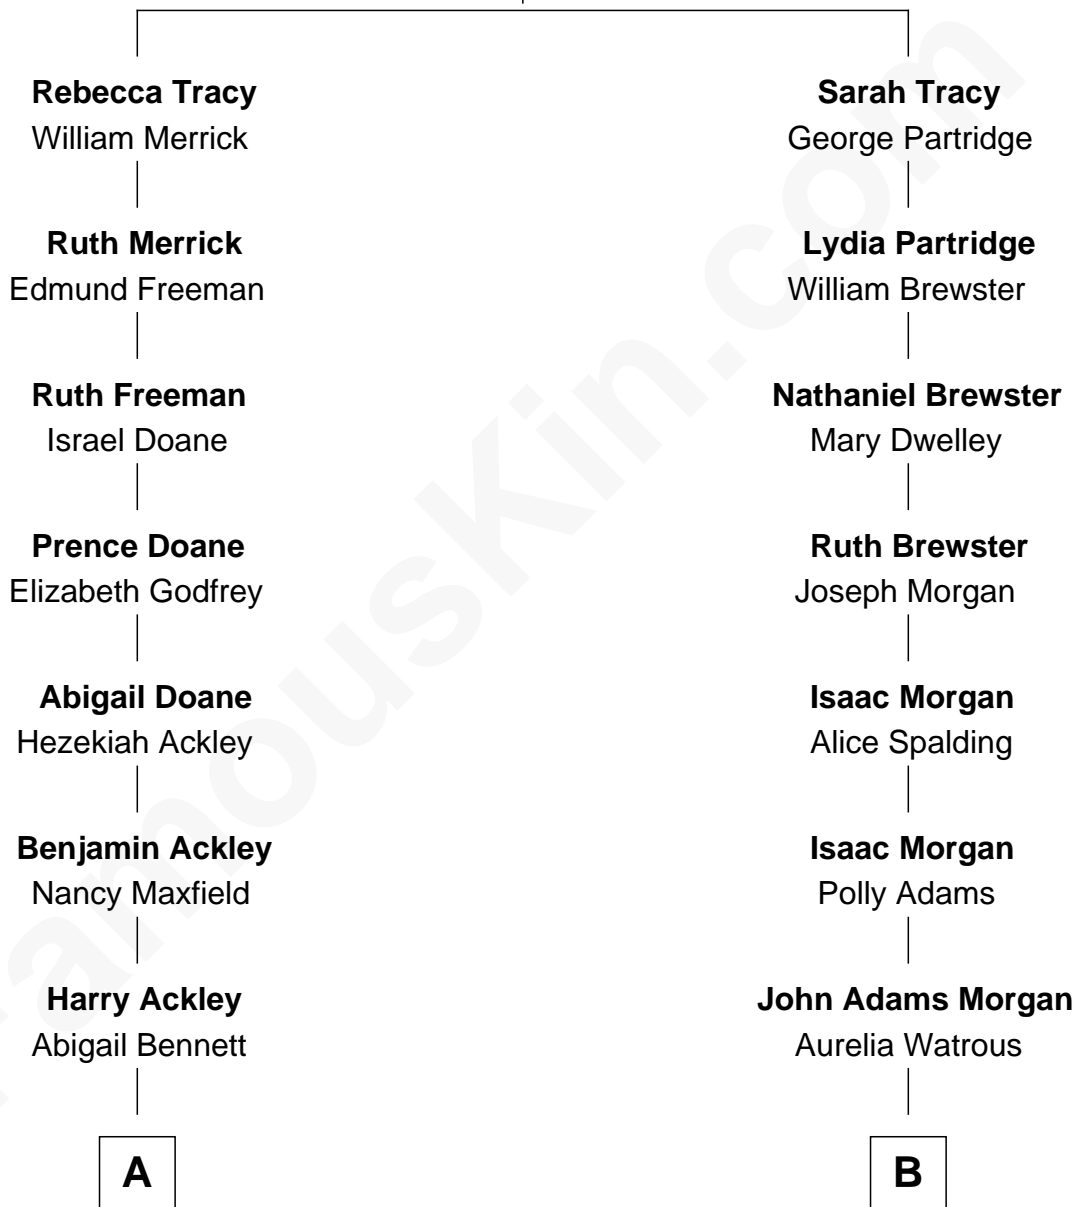 Rebecca Tracy
William Merrick
Sarah Tracy
George Partridge
Ruth Merrick
Edmund Freeman
Lydia Partridge
William Brewster
Ruth Freeman
Israel Doane
Nathaniel Brewster
Mary Dwelley
Prence Doane
Elizabeth Godfrey
Ruth Brewster
Joseph Morgan
Abigail Doane
Hezekiah Ackley
Isaac Morgan
Alice Spalding
Benjamin Ackley
Nancy Maxfield
Isaac Morgan
Polly Adams
Harry Ackley
Abigail Bennett
John Adams Morgan
Aurelia Watrous
A
B
FamousKin.com